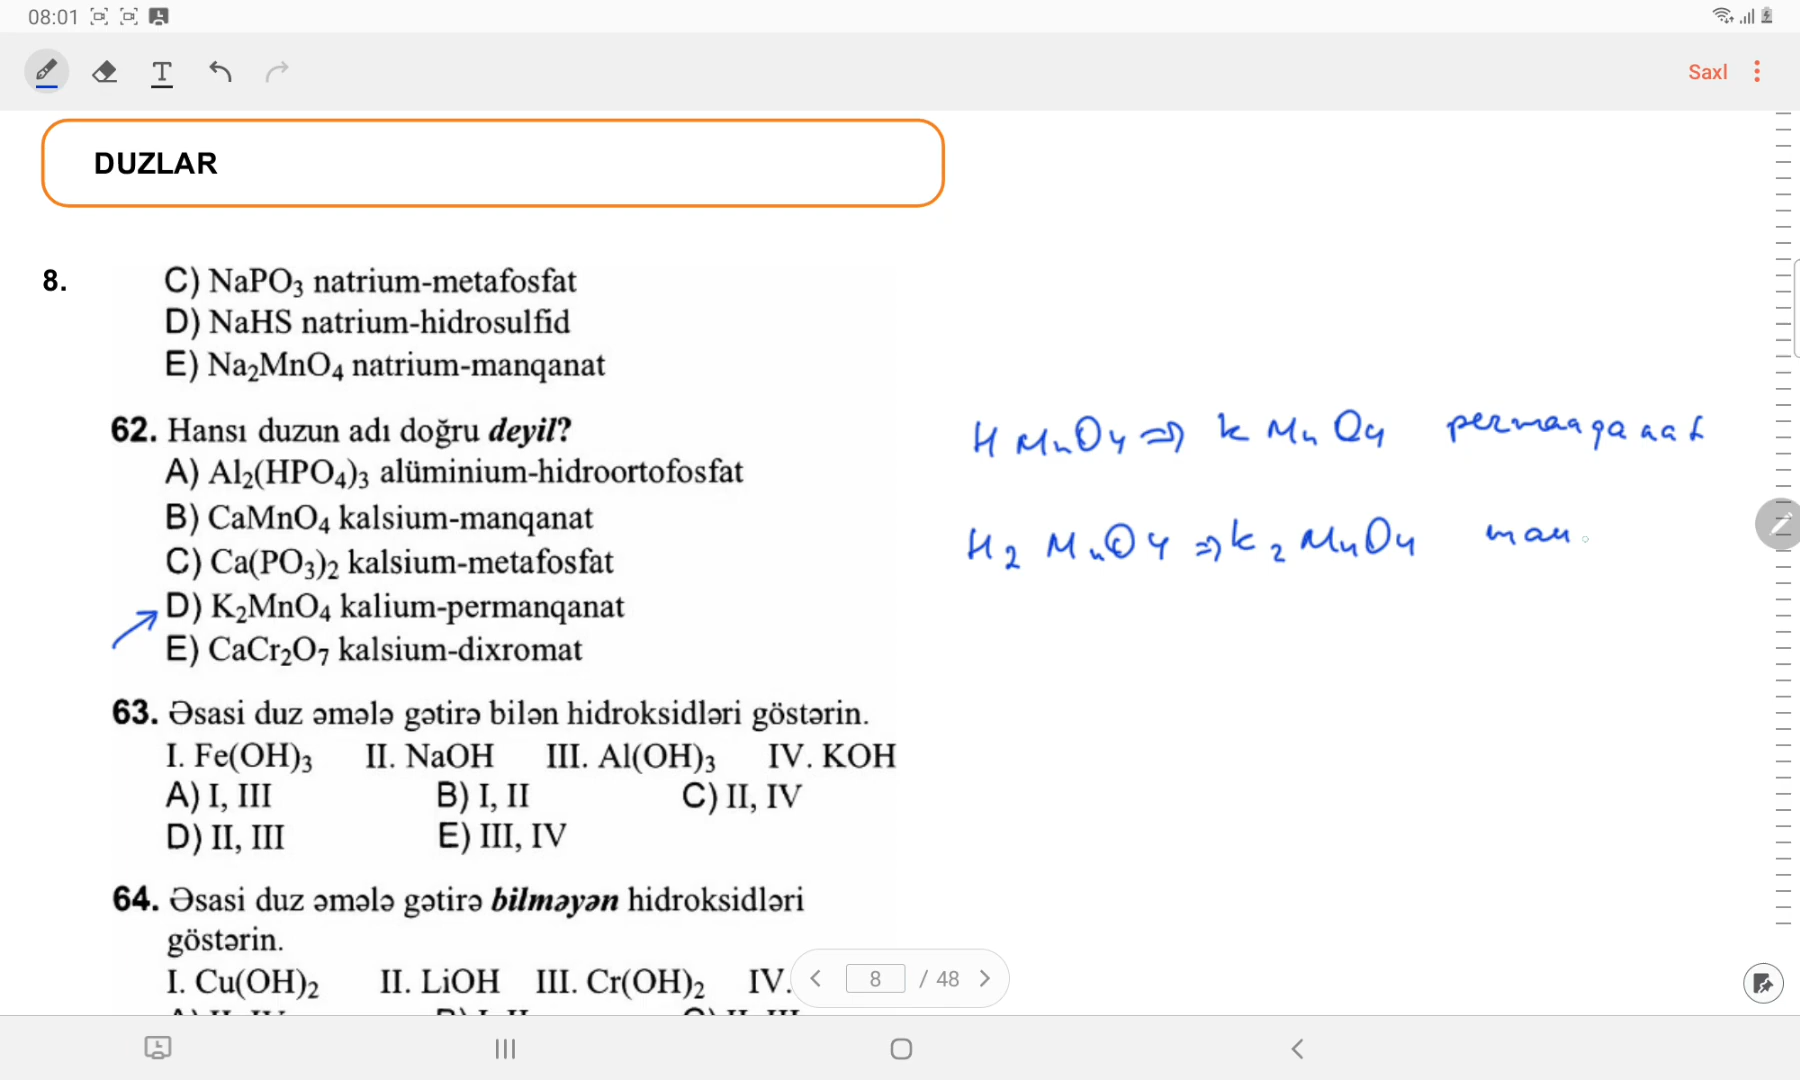 08:01
Saxl
DUZLAR
8.
C) NaPO₃ natrium-metafosfat
D) NaHS natrium-hidrosulfid
E) Na₂MnO₄ natrium-manqanat
62. Hansı duzun adı doğru deyil?
A) Al₂(HPO₄)₃ alüminium-hidroortofosfat
B) CaMnO₄ kalsium-manqanat
C) Ca(PO₃)₂ kalsium-metafosfat
D) K₂MnO₄ kalium-permanqanat
E) CaCr₂O₇ kalsium-dixromat
HMnO4 ⇒ kMnO4 permanqanat
H2MnO4 ⇒ k2MnO4 man
63. Əsasi duz əmələ gətirə bilən hidroksidləri göstərin.
I. Fe(OH)₃ II. NaOH III. Al(OH)₃ IV. KOH
A) I, III B) I, II C) II, IV
D) II, III E) III, IV
64. Əsasi duz əmələ gətirə bilməyən hidroksidləri
göstərin.
I. Cu(OH)₂ II. LiOH III. Cr(OH)₂ IV.
8 / 48